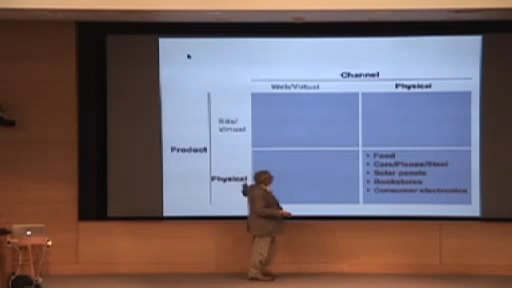 Channel
Web/Virtual Physical
Bits/
Virtual
Product
Physical
• Food
• Cars/Planes/Steel
• Solar panels
• Bookstores
• Consumer electronics